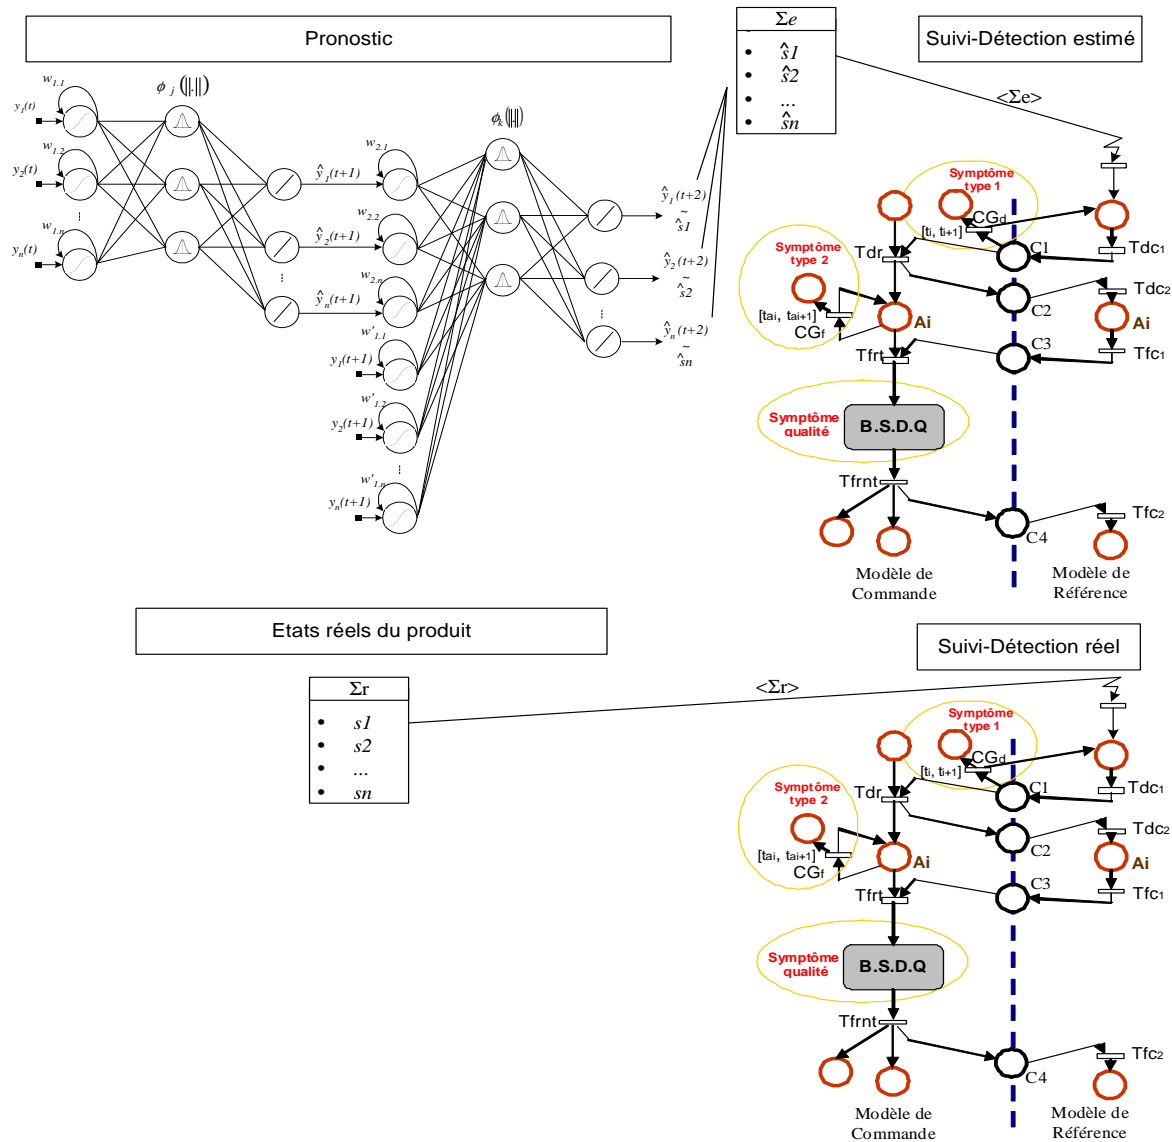 Pronostic
Σe
ŝ1
ŝ2
...
ŝn
Suivi-Détection estimé
<Σe>
w1.1
ϕ j (||.||)
y1(t)
w1.2
y2(t)
w1.n
yn(t)
ŷ1(t+1)
ŷ2(t+1)
ŷn(t+1)
w2.1
w2.2
w2.n
w'1.1
y1(t+1)
w'1.2
y2(t+1)
w'1.n
yn(t+1)
ŷ1(t+2)
~
ŝ1
ŷ2(t+2)
~
ŝ2
ŷn(t+2)
~
ŝn
Symptôme
type 1
CGd
[ti, ti+1]
C1
Tdc1
Symptôme
type 2
Tdr
Tdc2
C2
[tai, tai+1]
CGf
Ai
Ai
C3
Tfrt
Tfc1
Symptôme
qualité
B.S.D.Q
Tfrnt
Tfc2
C4
Modèle de
Commande
Modèle de
Référence
Etats réels du produit
Suivi-Détection réel
Σr
s1
s2
...
sn
<Σr>
Symptôme
type 1
CGd
[ti, ti+1]
C1
Tdc1
Symptôme
type 2
Tdr
Tdc2
C2
[tai, tai+1]
CGf
Ai
Ai
C3
Tfrt
Tfc1
Symptôme
qualité
B.S.D.Q
Tfrnt
Tfc2
C4
Modèle de
Commande
Modèle de
Référence